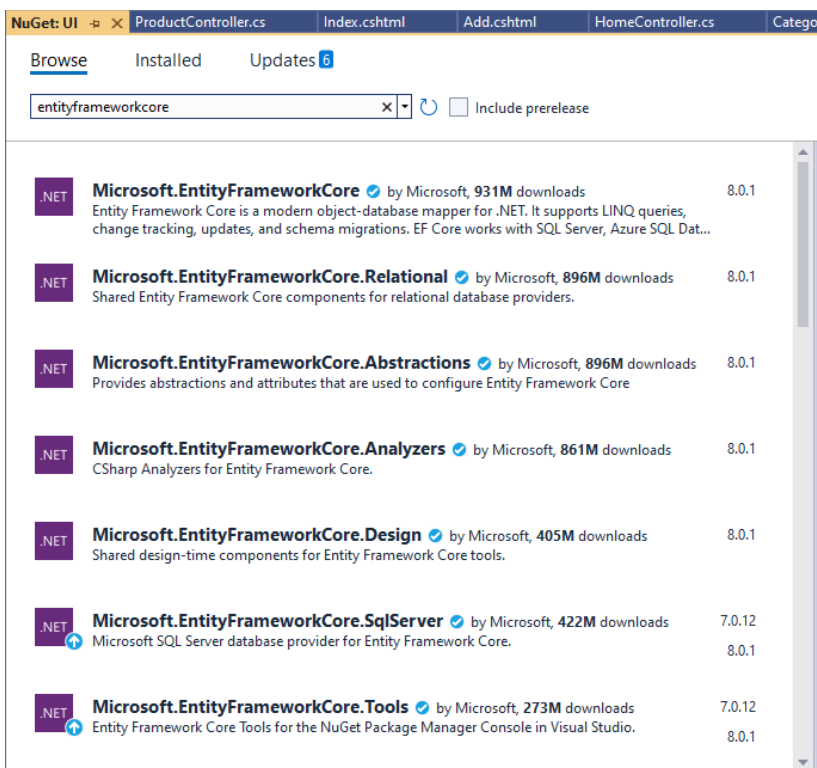 NuGet: UI ProductController.cs Index.cshtml Add.cshtml HomeController.cs Catego
Browse Installed Updates 6
entityframeworkcore Include prerelease
.NET Microsoft.EntityFrameworkCore by Microsoft, 931M downloads 8.0.1
Entity Framework Core is a modern object-database mapper for .NET. It supports LINQ queries,
change tracking, updates, and schema migrations. EF Core works with SQL Server, Azure SQL Dat...
.NET Microsoft.EntityFrameworkCore.Relational by Microsoft, 896M downloads 8.0.1
Shared Entity Framework Core components for relational database providers.
.NET Microsoft.EntityFrameworkCore.Abstractions by Microsoft, 896M downloads 8.0.1
Provides abstractions and attributes that are used to configure Entity Framework Core
.NET Microsoft.EntityFrameworkCore.Analyzers by Microsoft, 861M downloads 8.0.1
CSharp Analyzers for Entity Framework Core.
.NET Microsoft.EntityFrameworkCore.Design by Microsoft, 405M downloads 8.0.1
Shared design-time components for Entity Framework Core tools.
.NET Microsoft.EntityFrameworkCore.SqlServer by Microsoft, 422M downloads 7.0.12
Microsoft SQL Server database provider for Entity Framework Core.
8.0.1
.NET Microsoft.EntityFrameworkCore.Tools by Microsoft, 273M downloads 7.0.12
Entity Framework Core Tools for the NuGet Package Manager Console in Visual Studio.
8.0.1